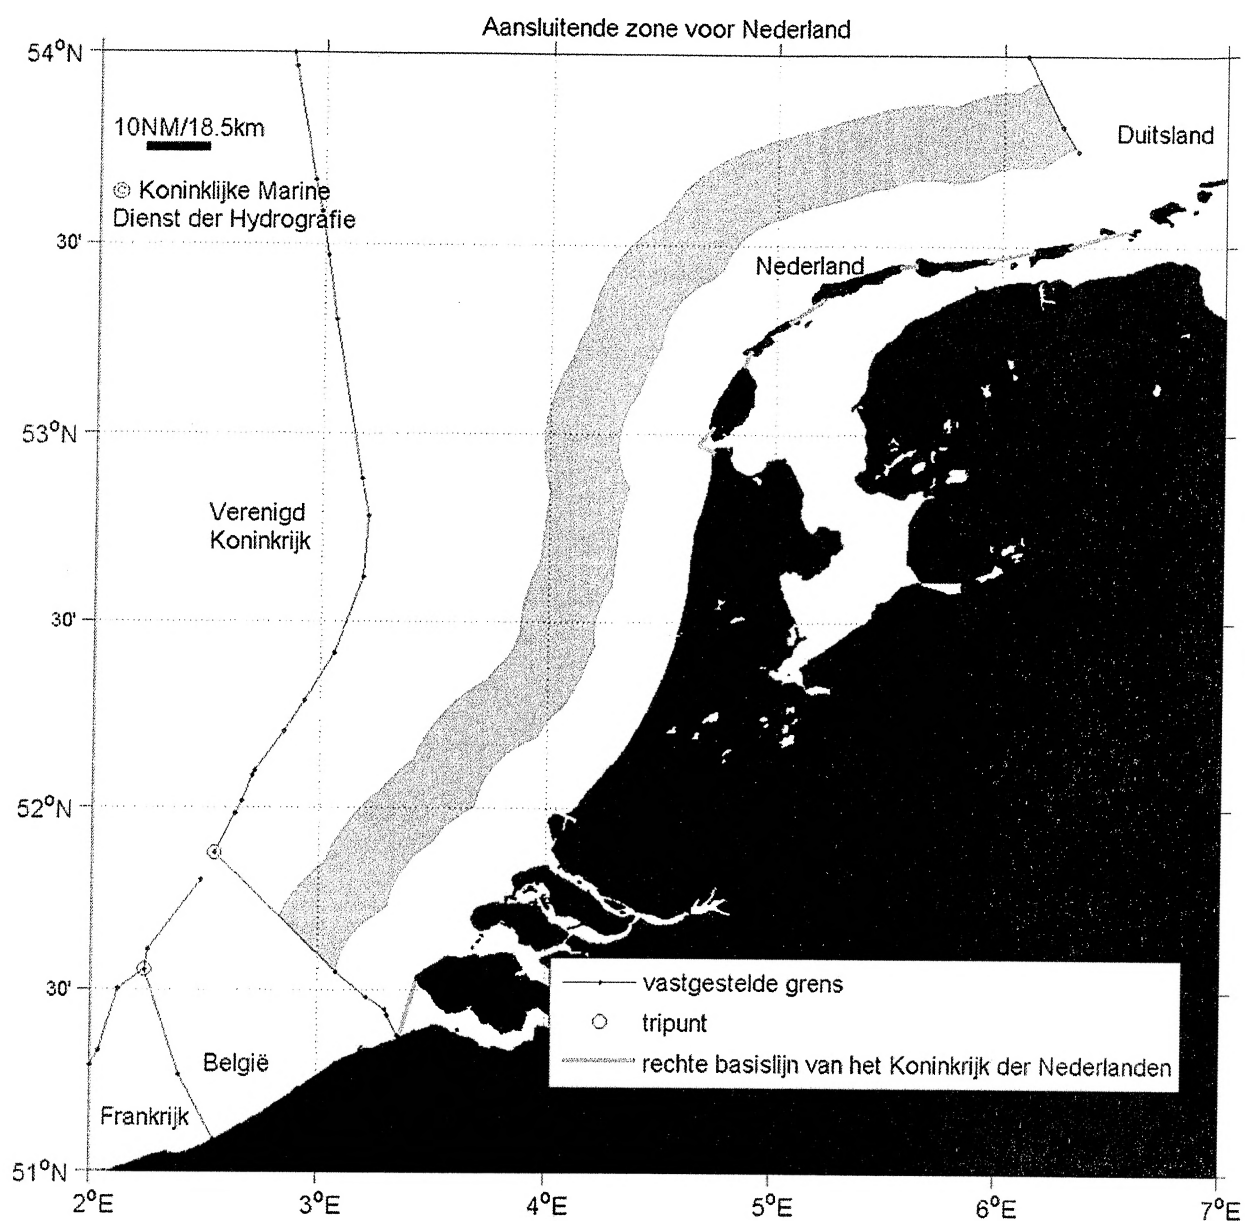 Aansluitende zone voor Nederland
54°N
10NM/18.5km
Duitsland
© Koninklijke Marine
Dienst der Hydrografie
30'
Nederland
53°N
Verenigd
Koninkrijk
30'
52°N
30'
vastgestelde grens
tripunt
rechte basislijn van het Koninkrijk der Nederlanden
België
Frankrijk
51°N
2°E
3°E
4°E
5°E
6°E
7°E